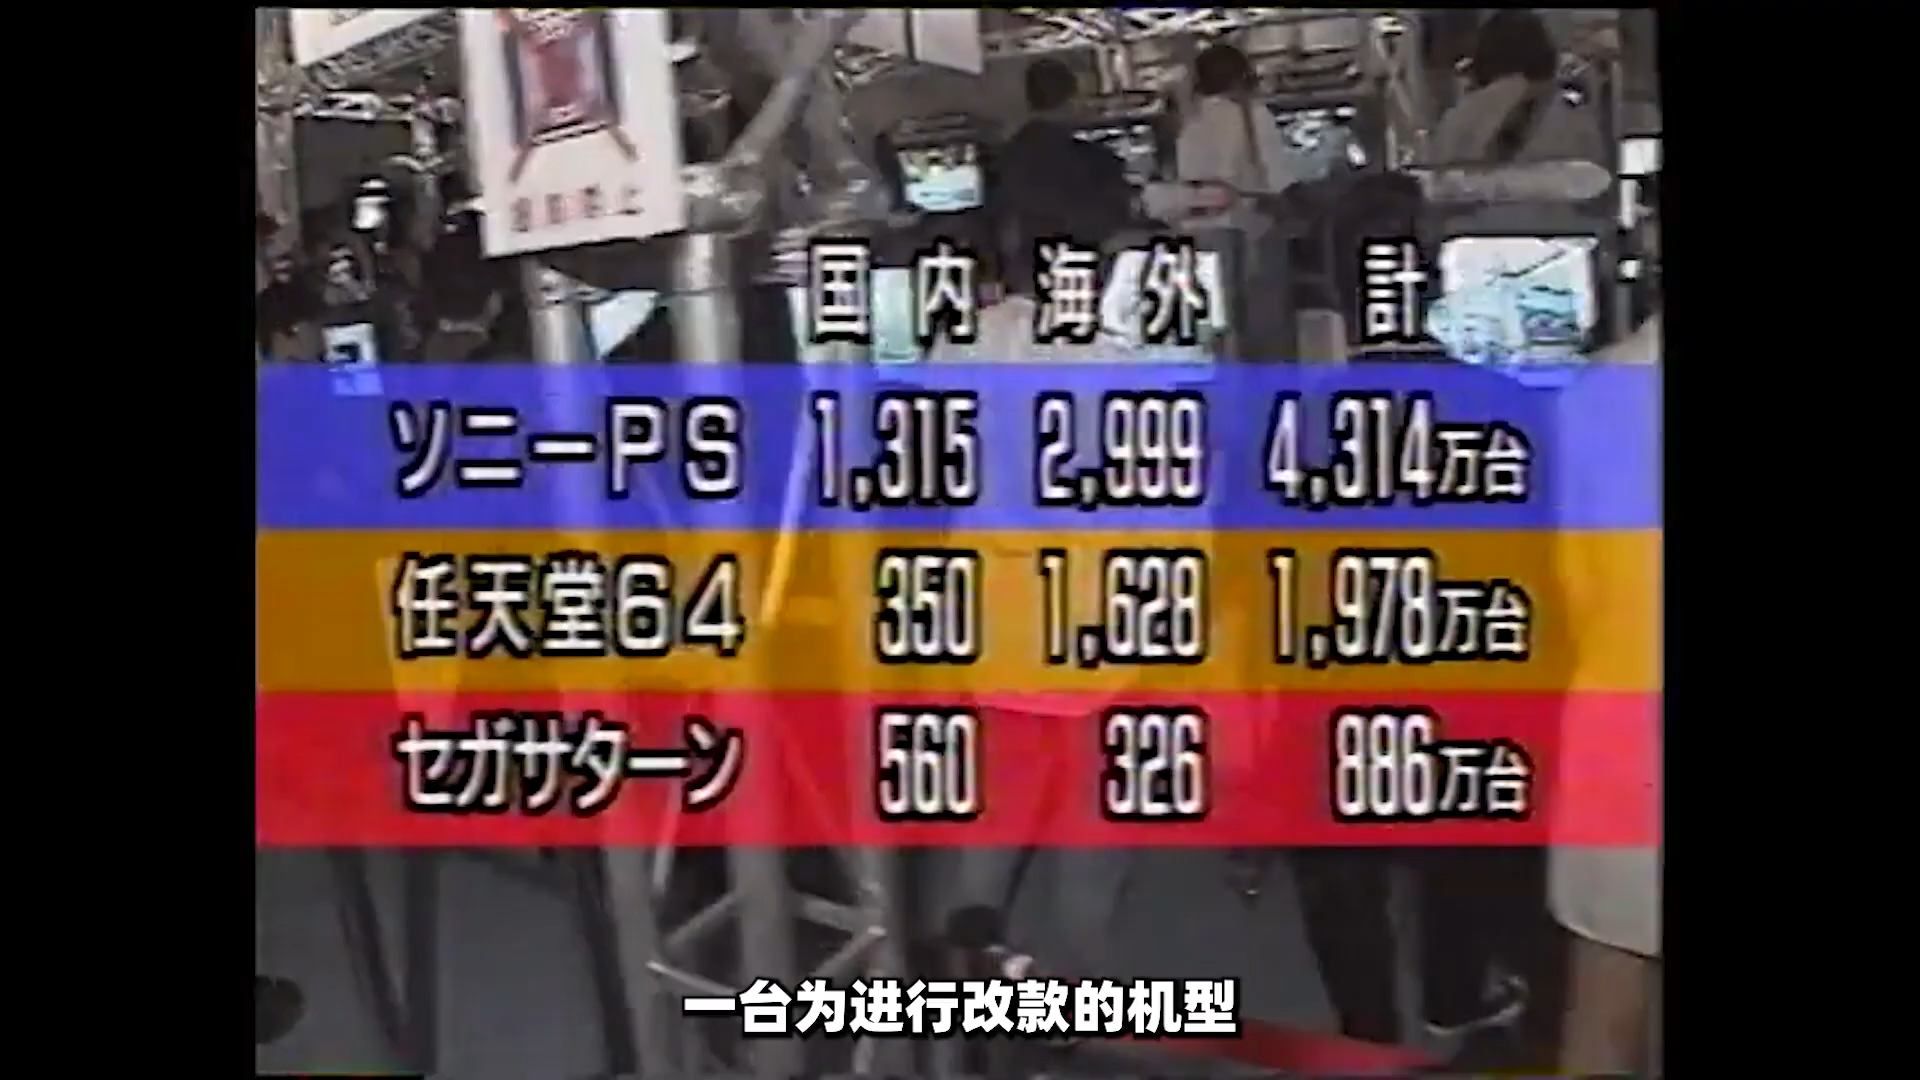 国内 海外 計
ソニーPS 1,315 2,999 4,314万台
任天堂64 350 1,628 1,978万台
セガサターン 560 326 886万台
一台为进行改款的机型